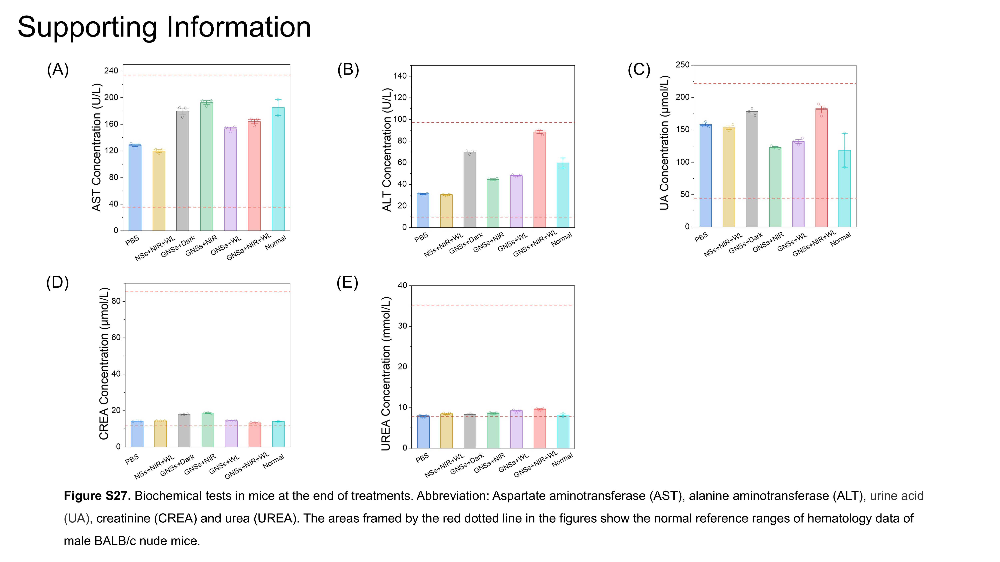 Supporting Information
(A)
AST Concentration (U/L)
240
200
160
120
80
40
0
PBS
NSs+NIR+WL
GNSs+Dark
GNSs+NIR
GNSs+WL
GNSs+NIR+WL
Normal
(B)
ALT Concentration (U/L)
140
120
100
80
60
40
20
0
PBS
NSs+NIR+WL
GNSs+Dark
GNSs+NIR
GNSs+WL
GNSs+NIR+WL
Normal
(C)
UA Concentration (μmol/L)
250
200
150
100
50
0
PBS
NSs+NIR+WL
GNSs+Dark
GNSs+NIR
GNSs+WL
GNSs+NIR+WL
Normal
(D)
CREA Concentration (μmol/L)
80
60
40
20
0
PBS
NSs+NIR+WL
GNSs+Dark
GNSs+NIR
GNSs+WL
GNSs+NIR+WL
Normal
(E)
UREA Concentration (mmol/L)
40
30
20
10
0
PBS
NSs+NIR+WL
GNSs+Dark
GNSs+NIR
GNSs+WL
GNSs+NIR+WL
Normal
Figure S27. Biochemical tests in mice at the end of treatments. Abbreviation: Aspartate aminotransferase (AST), alanine aminotransferase (ALT), urine acid
(UA), creatinine (CREA) and urea (UREA). The areas framed by the red dotted line in the figures show the normal reference ranges of hematology data of
male BALB/c nude mice.